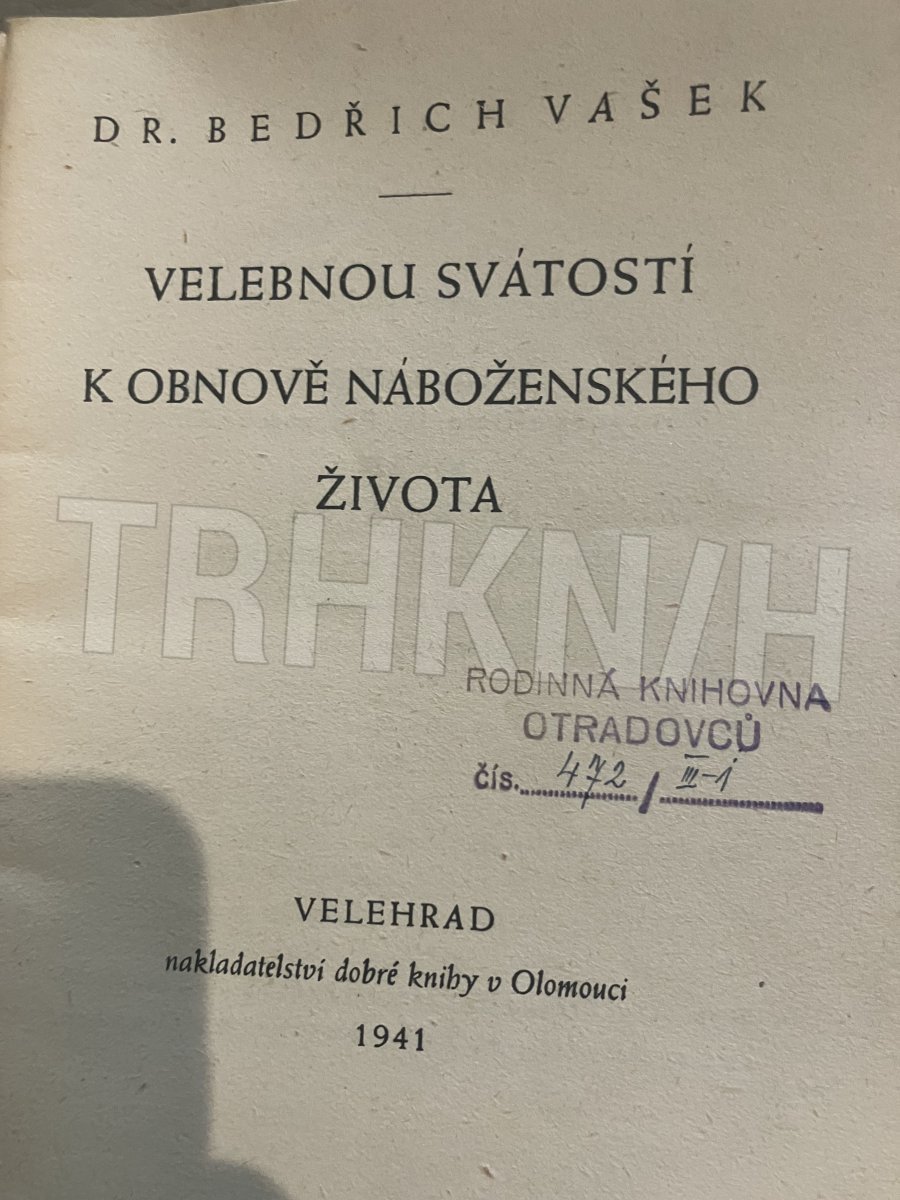 DR. BEDŘICH VAŠEK
VELEBNOU SVÁTOSTÍ
K OBNOVĚ NÁBOŽENSKÉHO
ŽIVOTA
TRHKNIH
RODINNÁ KNIHOVNA
OTRADOVCŮ
čís. 472 / III-1
VELEHRAD
nakladatelství dobré knihy v Olomouci
1941